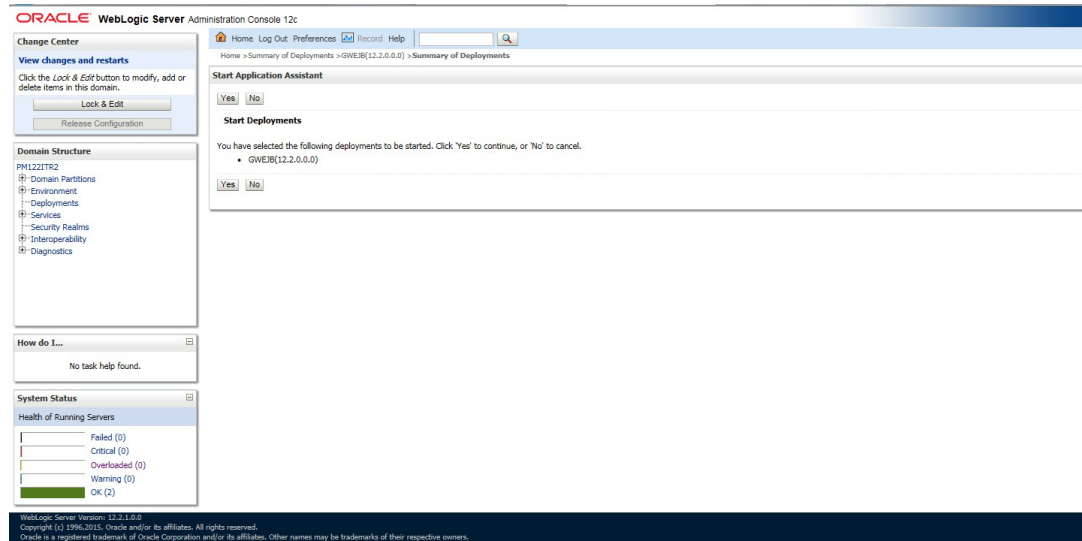 ORACLE WebLogic Server Administration Console 12c
Change Center
View changes and restarts
Click the Lock & Edit button to modify, add or
delete items in this domain.
Lock & Edit
Release Configuration
Domain Structure
PM122ITR2
Domain Partitions
Environment
Deployments
Services
Security Realms
Interoperability
Diagnostics
How do I...
No task help found.
System Status
Health of Running Servers
Failed (0)
Critical (0)
Overloaded (0)
Warning (0)
OK (2)
Home Log Out Preferences Record Help
Home >Summary of Deployments >GWEJB(12.2.0.0.0) >Summary of Deployments
Start Application Assistant
Yes No
Start Deployments
You have selected the following deployments to be started. Click 'Yes' to continue, or 'No' to cancel.
• GWEJB(12.2.0.0.0)
Yes No
WebLogic Server Version: 12.2.1.0.0
Copyright (c) 1996,2015, Oracle and/or its affiliates. All rights reserved.
Oracle is a registered trademark of Oracle Corporation and/or its affiliates. Other names may be trademarks of their respective owners.